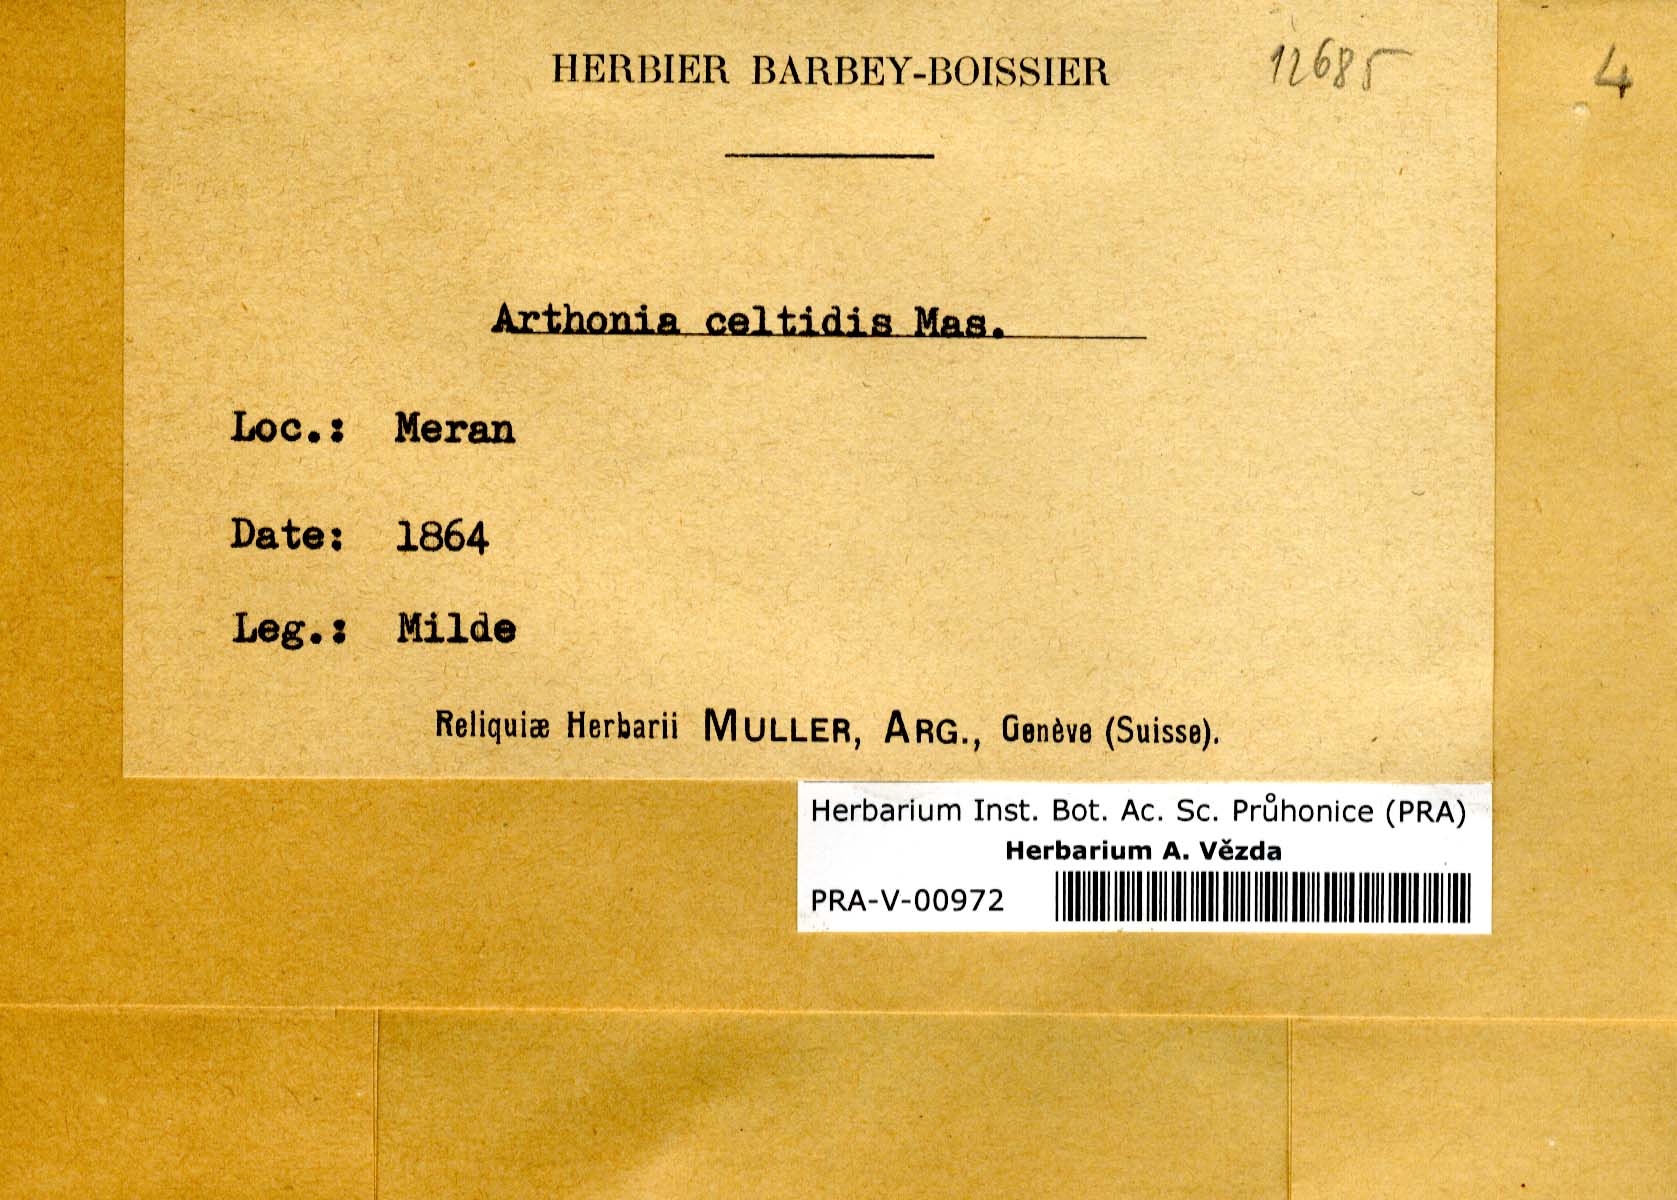 HERBIER BARBEY-BOISSIER
12685
4
Arthonia celtidis Mas.
Loc.: Meran
Date: 1864
Leg.: Milde
Reliquiæ Herbarii MULLER, ARG., Genève (Suisse).
Herbarium Inst. Bot. Ac. Sc. Průhonice (PRA)
Herbarium A. Vězda
PRA-V-00972